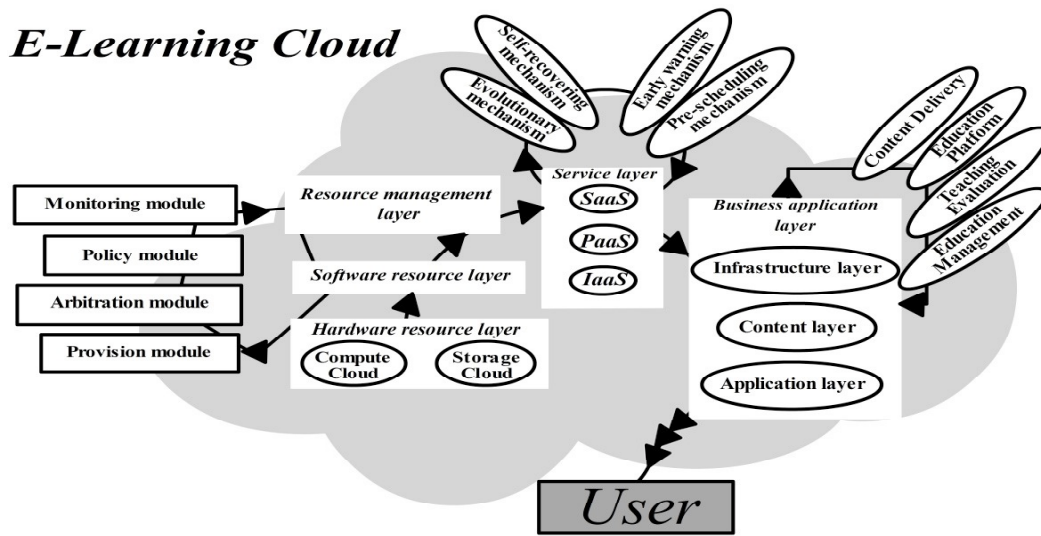 E-Learning Cloud
Self-recovering
mechanism
Evolutionary
mechanism
Early warning
mechanism
Pre-scheduling
mechanism
Content Delivery
Education
Platform
Teaching
Evaluation
Education
Management
Monitoring module
Policy module
Arbitration module
Provision module
Resource management
layer
Software resource layer
Hardware resource layer
Compute
Cloud
Storage
Cloud
Service layer
SaaS
PaaS
IaaS
Business application
layer
Infrastructure layer
Content layer
Application layer
User